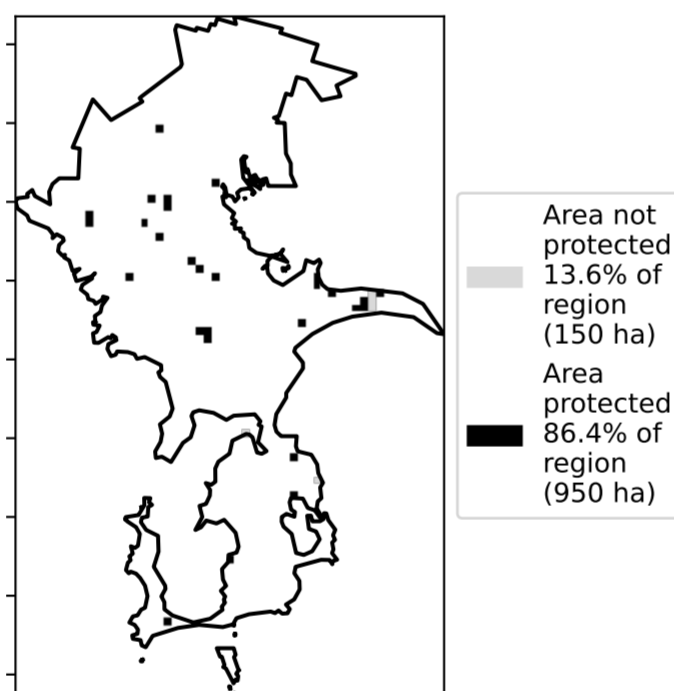 Area not
protected
13.6% of
region
(150 ha)
Area
protected
86.4% of
region
(950 ha)